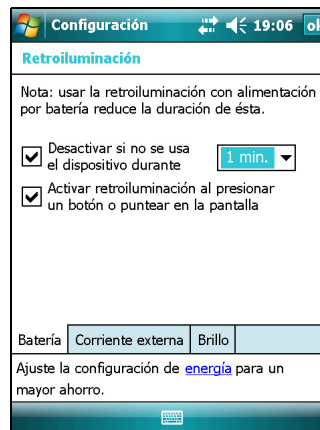 Configuración 19:06 ok
Retroiluminación
Nota: usar la retroiluminación con alimentación
por batería reduce la duración de ésta.
Desactivar si no se usa
el dispositivo durante
1 min.
Activar retroiluminación al presionar
un botón o puntear en la pantalla
Batería Corriente externa Brillo
Ajuste la configuración de energía para un
mayor ahorro.